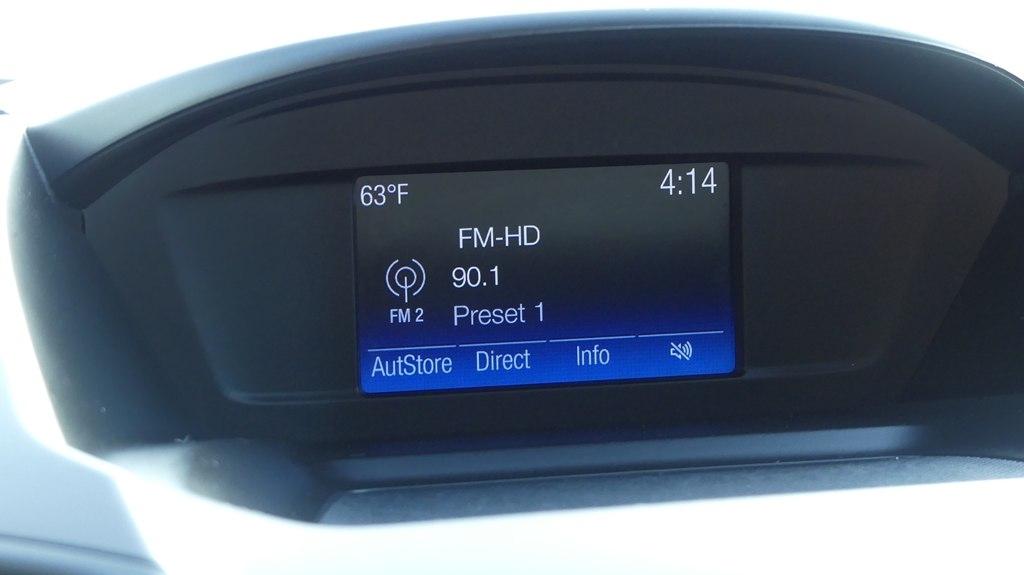 63°F 4:14
FM-HD
90.1
FM 2 Preset 1
AutStore Direct Info